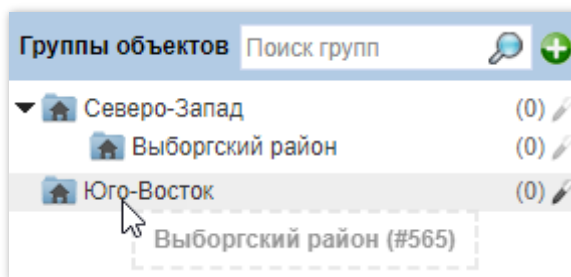 Группы объектов Поиск групп
Северо-Запад (0)
Выборгский район (0)
Юго-Восток (0)
Выборгский район (#565)